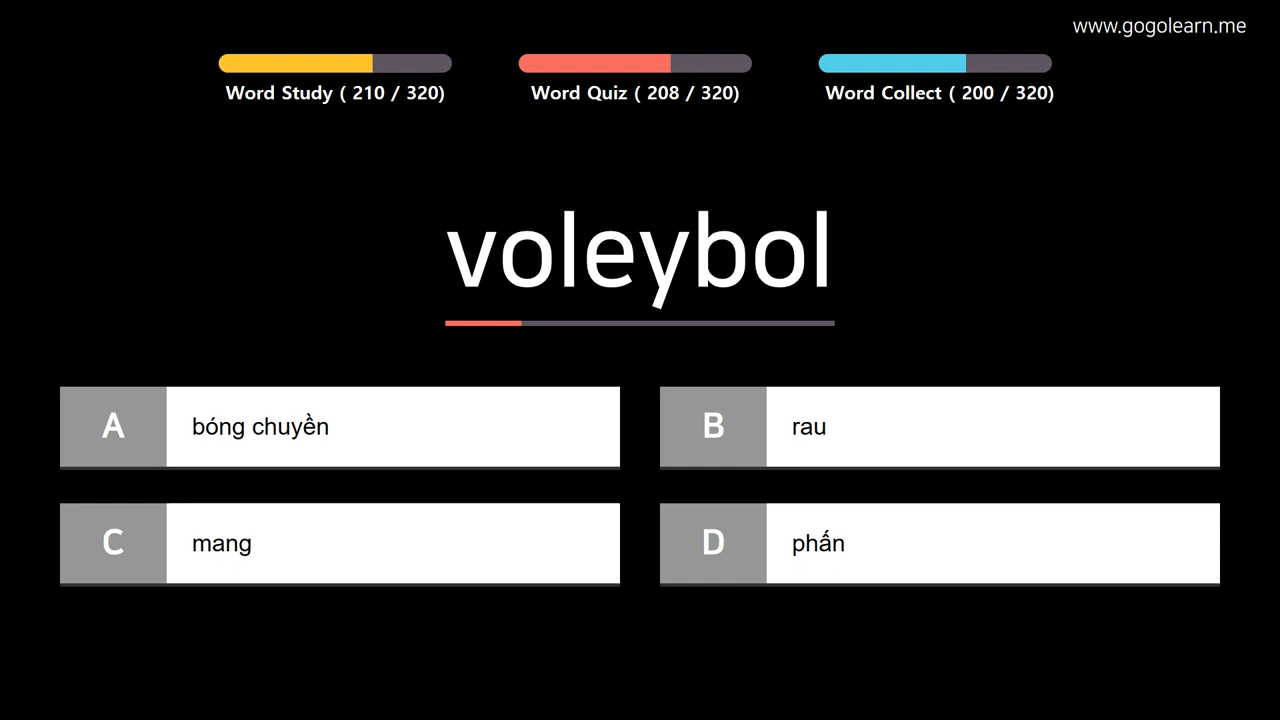 www.gogolearn.me
Word Study ( 210 / 320)
Word Quiz ( 208 / 320)
Word Collect ( 200 / 320)
voleybol
A bóng chuyền
B rau
C mang
D phấn